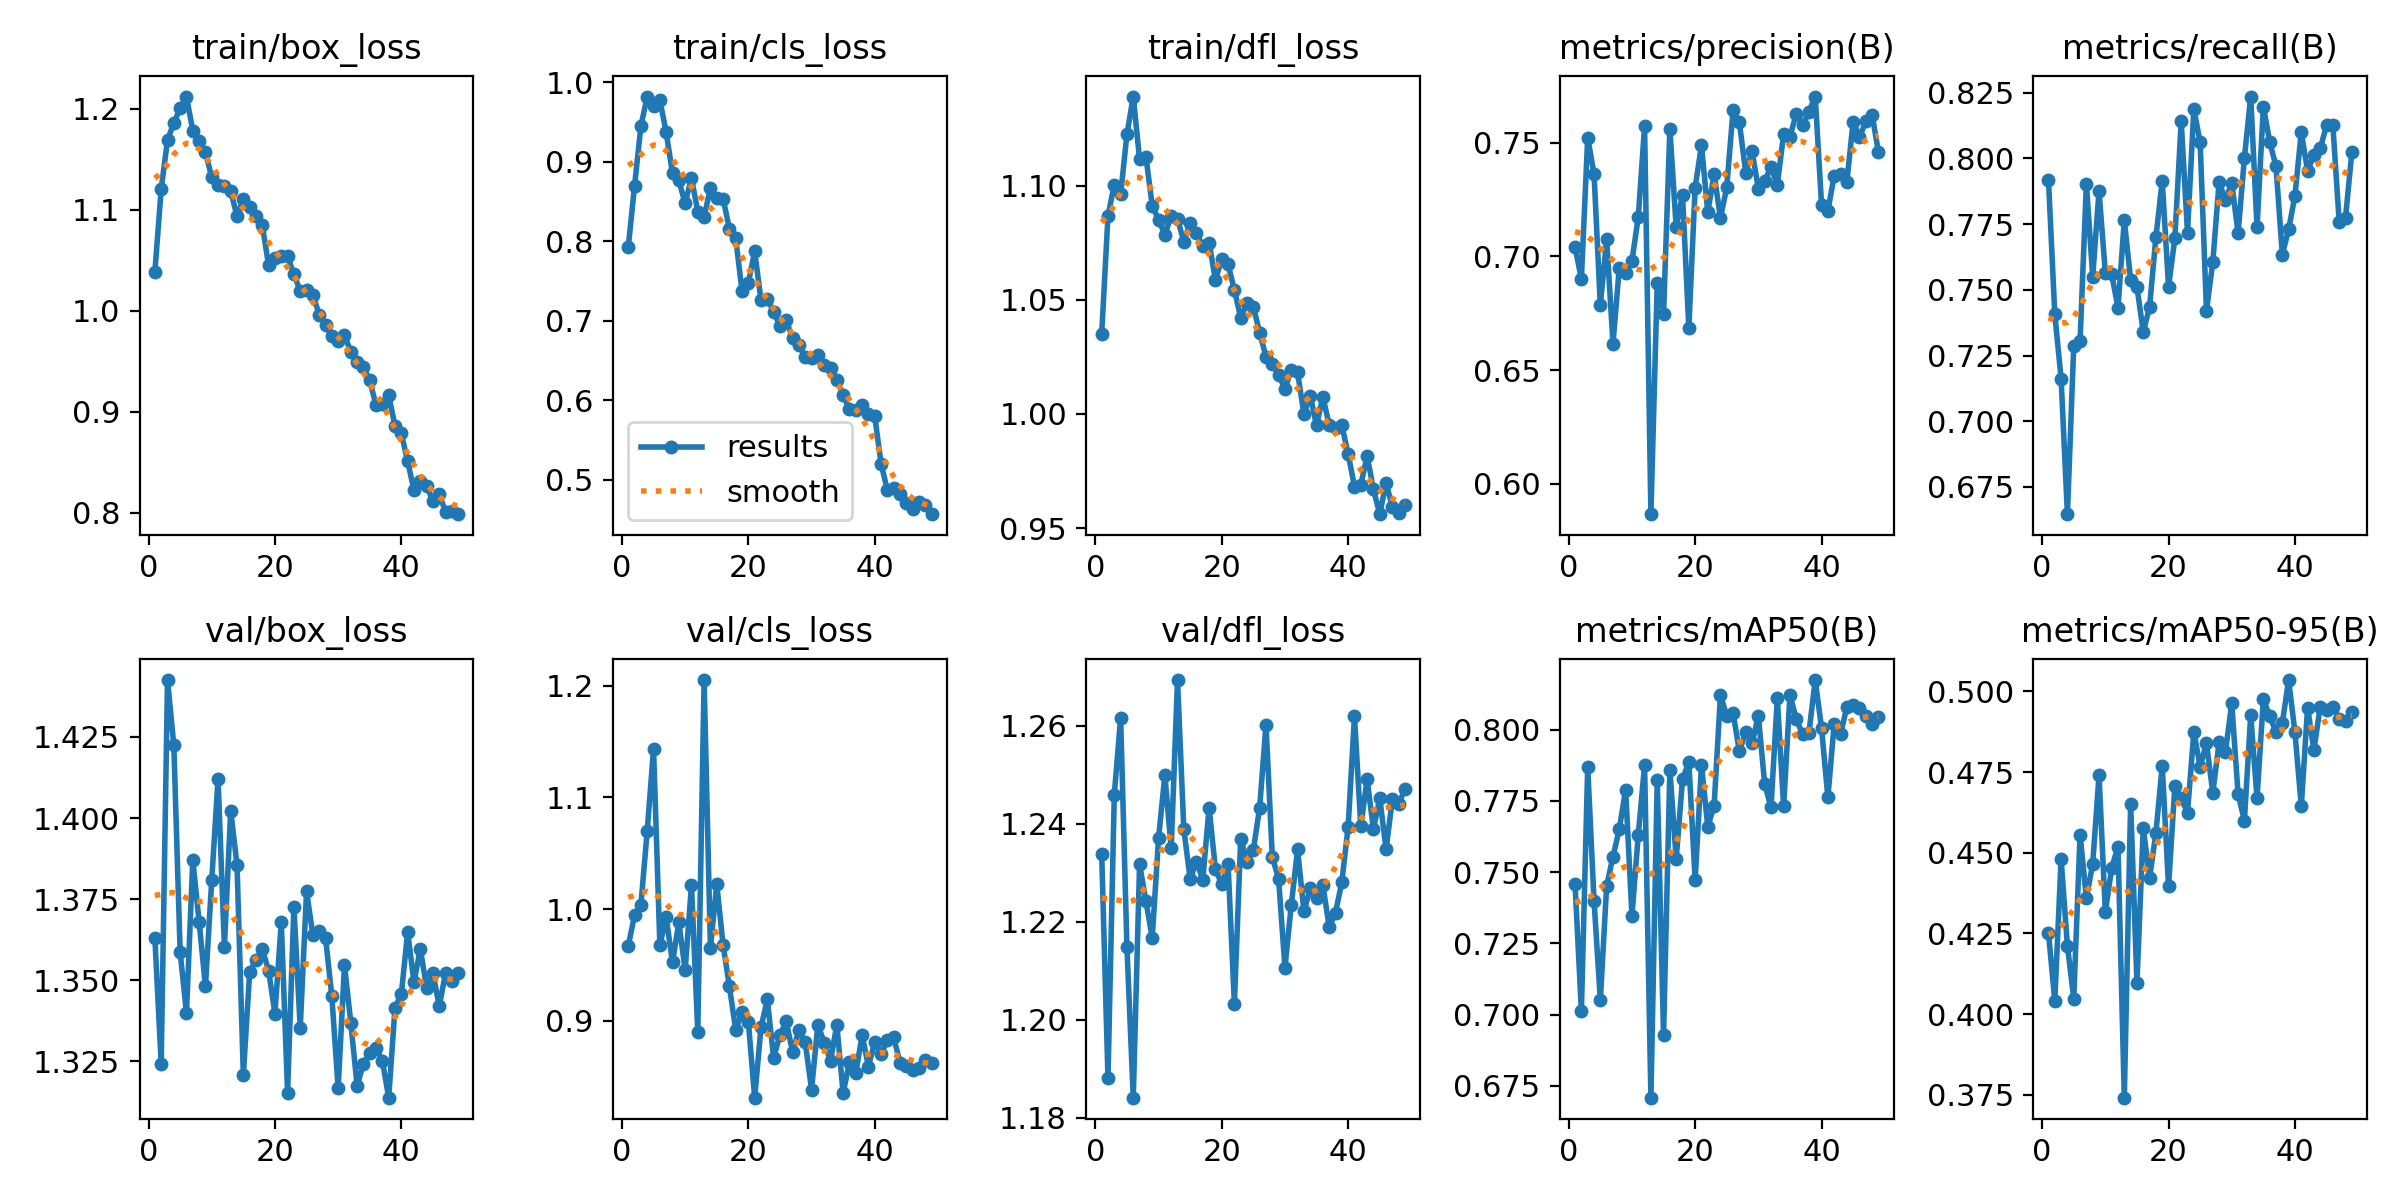 train/box_loss
1.2
1.1
1.0
0.9
0.8
0 20 40
train/cls_loss
1.0
0.9
0.8
0.7
0.6
0.5
results
smooth
0 20 40
train/dfl_loss
1.10
1.05
1.00
0.95
0 20 40
metrics/precision(B)
0.75
0.70
0.65
0.60
0 20 40
metrics/recall(B)
0.825
0.800
0.775
0.750
0.725
0.700
0.675
0 20 40
val/box_loss
1.425
1.400
1.375
1.350
1.325
0 20 40
val/cls_loss
1.2
1.1
1.0
0.9
0 20 40
val/dfl_loss
1.26
1.24
1.22
1.20
1.18
0 20 40
metrics/mAP50(B)
0.800
0.775
0.750
0.725
0.700
0.675
0 20 40
metrics/mAP50-95(B)
0.500
0.475
0.450
0.425
0.400
0.375
0 20 40